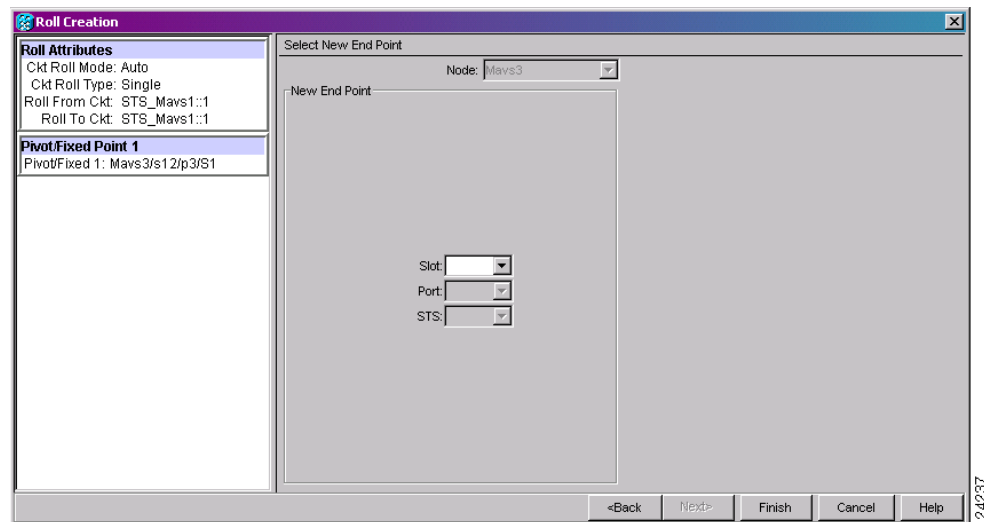 Roll Creation
Roll Attributes
Ckt Roll Mode: Auto
Ckt Roll Type: Single
Roll From Ckt: STS_Mavs1::1
Roll To Ckt: STS_Mavs1::1
Pivot/Fixed Point 1
Pivot/Fixed 1: Mavs3/s12/p3/S1
Select New End Point
Node: Mavs3
New End Point
Slot:
Port:
STS:
<Back Next> Finish Cancel Help
24237